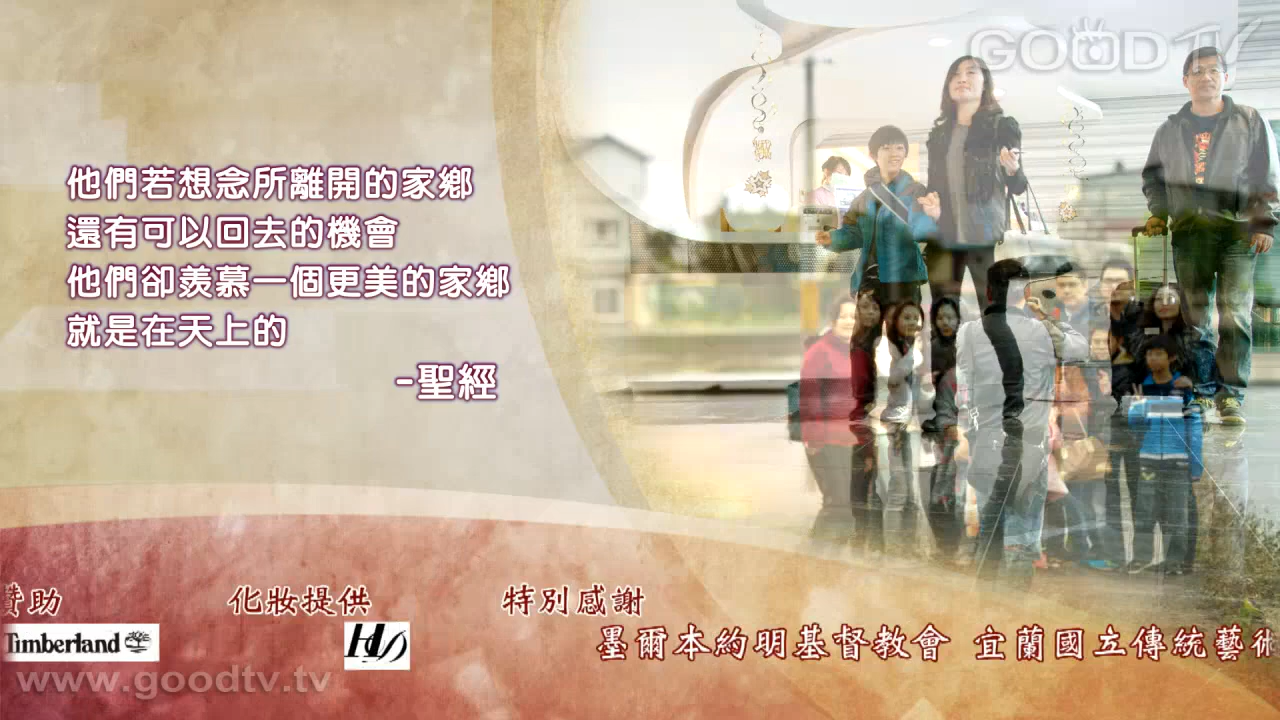 GOOD TV
他們若想念所離開的家鄉
還有可以回去的機會
他們卻羨慕一個更美的家鄉
就是在天上的
-聖經
贊助 化妝提供 特別感謝
Timberland
墨爾本約明基督教會 宜蘭國立傳統藝術
www.goodtv.tv